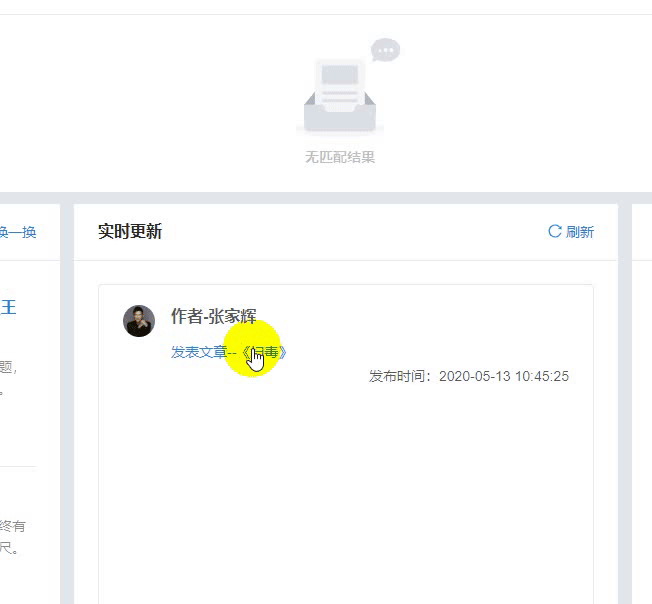 无匹配结果
换一换
实时更新
刷新
王
作者-张家辉
发表文章--《扫毒》
发布时间：2020-05-13 10:45:25
题，
。
终有
尺。